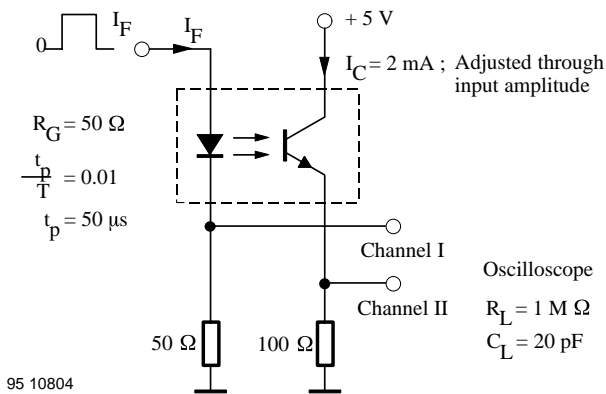 0
I_F
I_F
+ 5 V
I_C = 2 mA ; Adjusted through
input amplitude
R_G = 50 Ω
t_p
T
= 0.01
t_p = 50 μs
Channel I
Channel II
Oscilloscope
R_L = 1 M Ω
C_L = 20 pF
50 Ω
100 Ω
95 10804